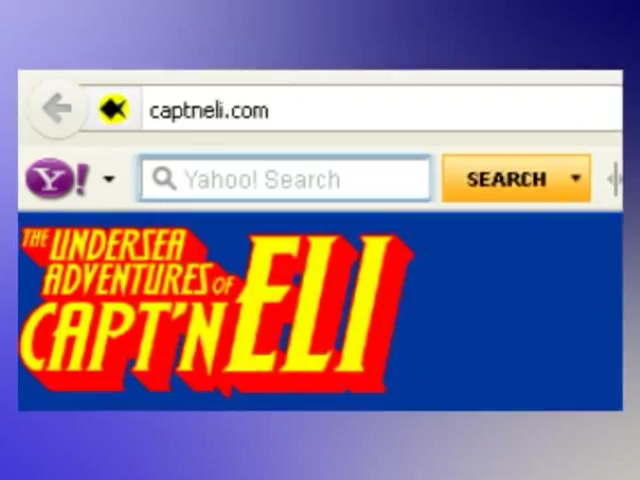 captneli.com
Y!
Yahoo! Search
SEARCH
THE UNDERSEA
ADVENTURES OF
CAPT'N ELI